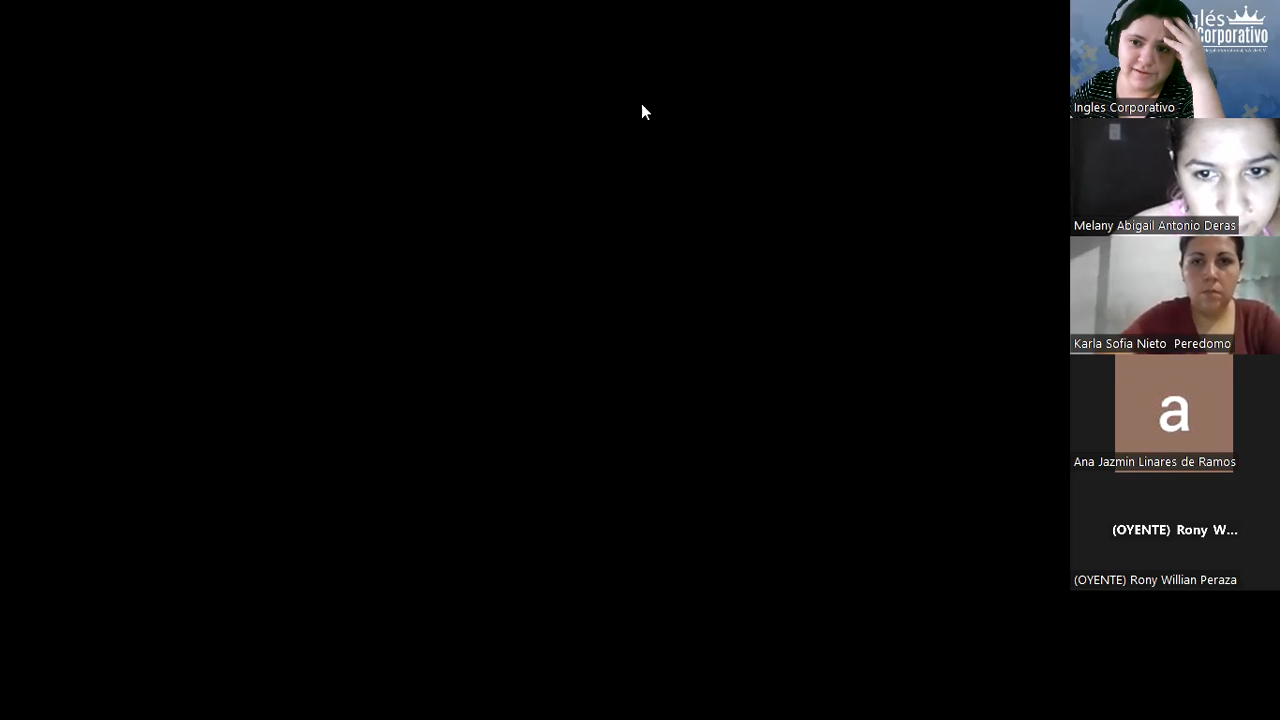 glés
Corporativo
Ingles Corporativo
Melany Abigail Antonio Deras
Karla Sofia Nieto Peredomo
a
Ana Jazmin Linares de Ramos
(OYENTE) Rony W...
(OYENTE) Rony Willian Peraza